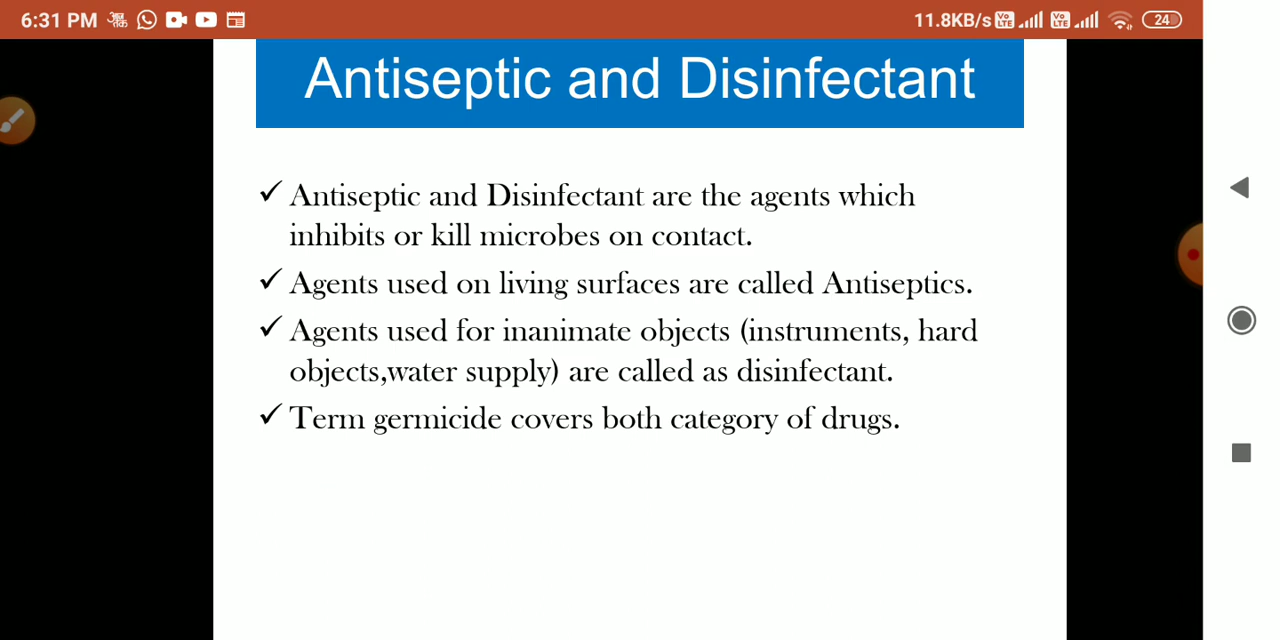 6:31 PM
11.8KB/s
24
Antiseptic and Disinfectant
✓ Antiseptic and Disinfectant are the agents which
inhibits or kill microbes on contact.
✓ Agents used on living surfaces are called Antiseptics.
✓ Agents used for inanimate objects (instruments, hard
objects,water supply) are called as disinfectant.
✓ Term germicide covers both category of drugs.